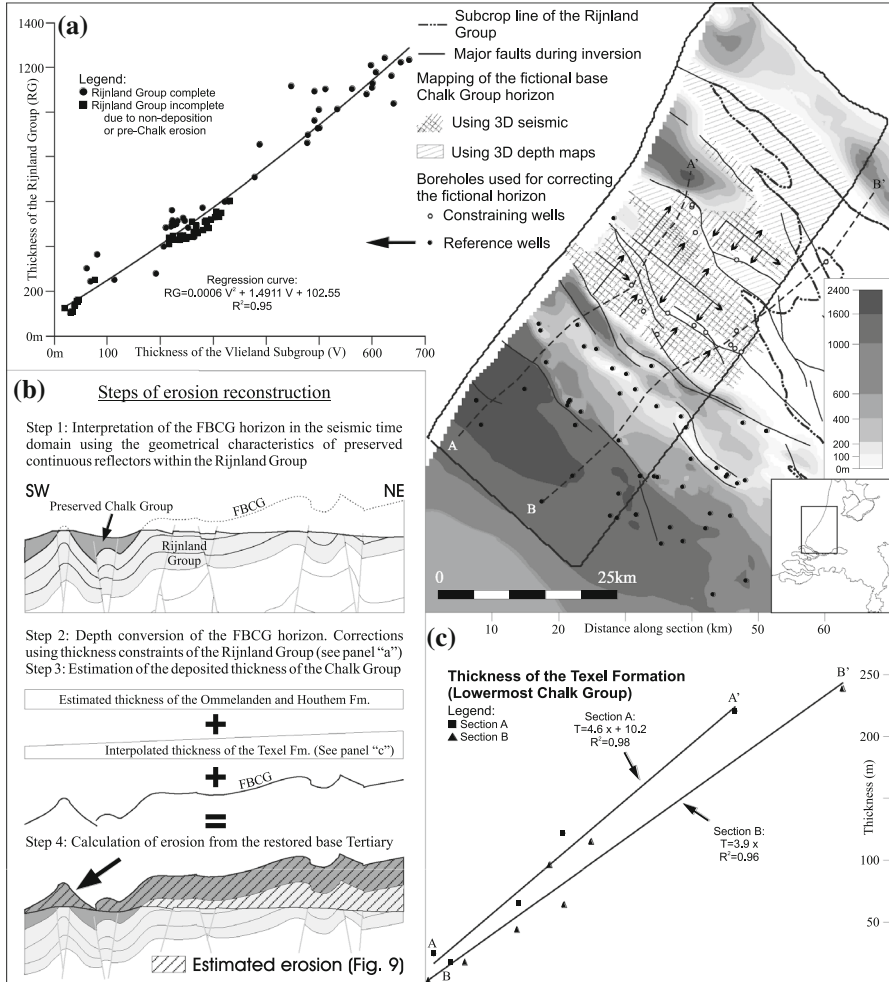 (a)
1400
1200
200
0m
Thickness of the Rijnland Group (RG)
Legend:
Rijnland Group complete
Rijnland Group incomplete
due to non-deposition
or pre-Chalk erosion
Regression curve:
RG=0.0006 V² + 1.4911 V + 102.55
R²=0.95
0m
100
200
300
400
500
600
700
Thickness of the Vlieland Subgroup (V)
Subcrop line of the Rijnland
Group
Major faults during inversion
Mapping of the fictional base
Chalk Group horizon
Using 3D seismic
Using 3D depth maps
Boreholes used for correcting
the fictional horizon
Constraining wells
Reference wells
A'
B'
A
B
2400
1600
1000
600
400
200
100
0m
0
25km
(b)
Steps of erosion reconstruction
Step 1: Interpretation of the FBCG horizon in the seismic time
domain using the geometrical characteristics of preserved
continuous reflectors within the Rijnland Group
SW
NE
Preserved Chalk Group
FBCG
Rijnland
Group
Step 2: Depth conversion of the FBCG horizon. Corrections
using thickness constraints of the Rijnland Group (see panel “a”)
Step 3: Estimation of the deposited thickness of the Chalk Group
Estimated thickness of the Ommelanden and Houthem Fm.
+
Interpolated thickness of the Texel Fm. (See panel “c”)
+
FBCG
=
Step 4: Calculation of erosion from the restored base Tertiary
Estimated erosion (Fig. 9)
10
20
30
40
50
60
Distance along section (km)
(c)
Thickness of the Texel Formation
(Lowermost Chalk Group)
Legend:
Section A
Section B
Section A:
T=4.6 x + 10.2
R²=0.98
Section B:
T=3.9 x
R²=0.96
A
B
A'
B'
250
200
50
Thickness (m)